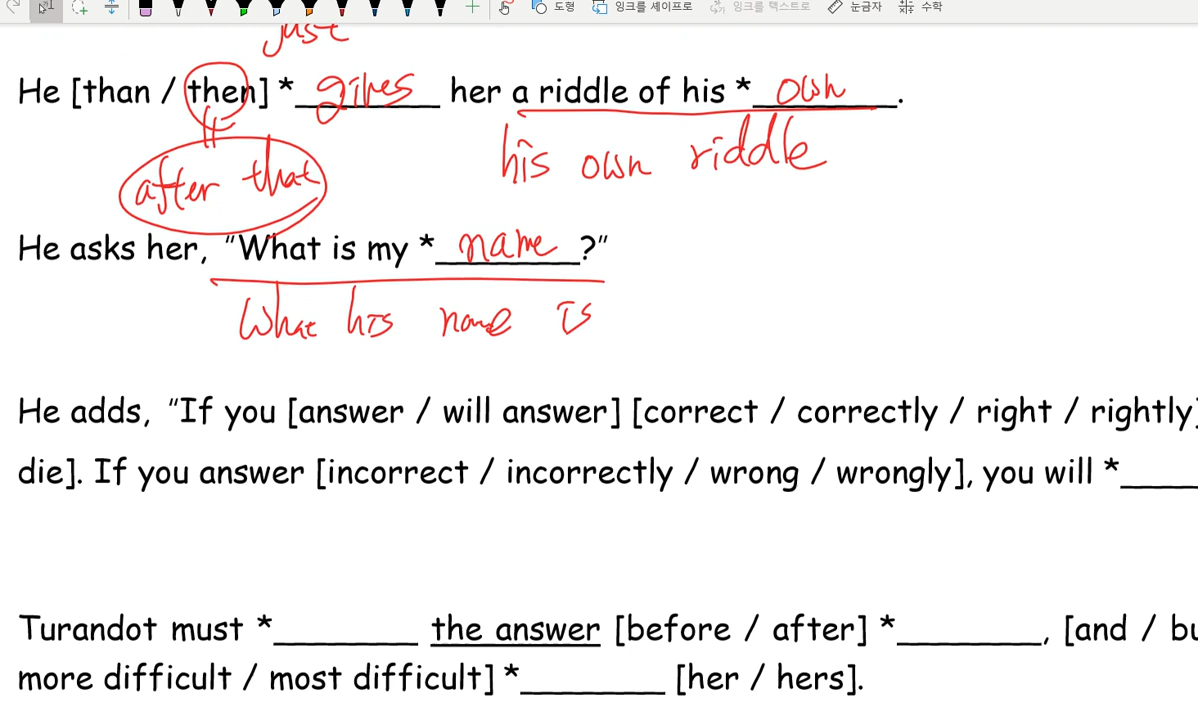 도형 잉크를 셰이프로 잉크를 텍스트로 눈금자 수학
just
He [than / then] *gives her a riddle of his *own.
after that his own riddle
He asks her, "What is my *name?"
What his name is
He adds, "If you [answer / will answer] [correct / correctly / right / rightly]
die]. If you answer [incorrect / incorrectly / wrong / wrongly], you will *______
Turandot must *________ the answer [before / after] *________, [and / bu
more difficult / most difficult] *________ [her / hers].